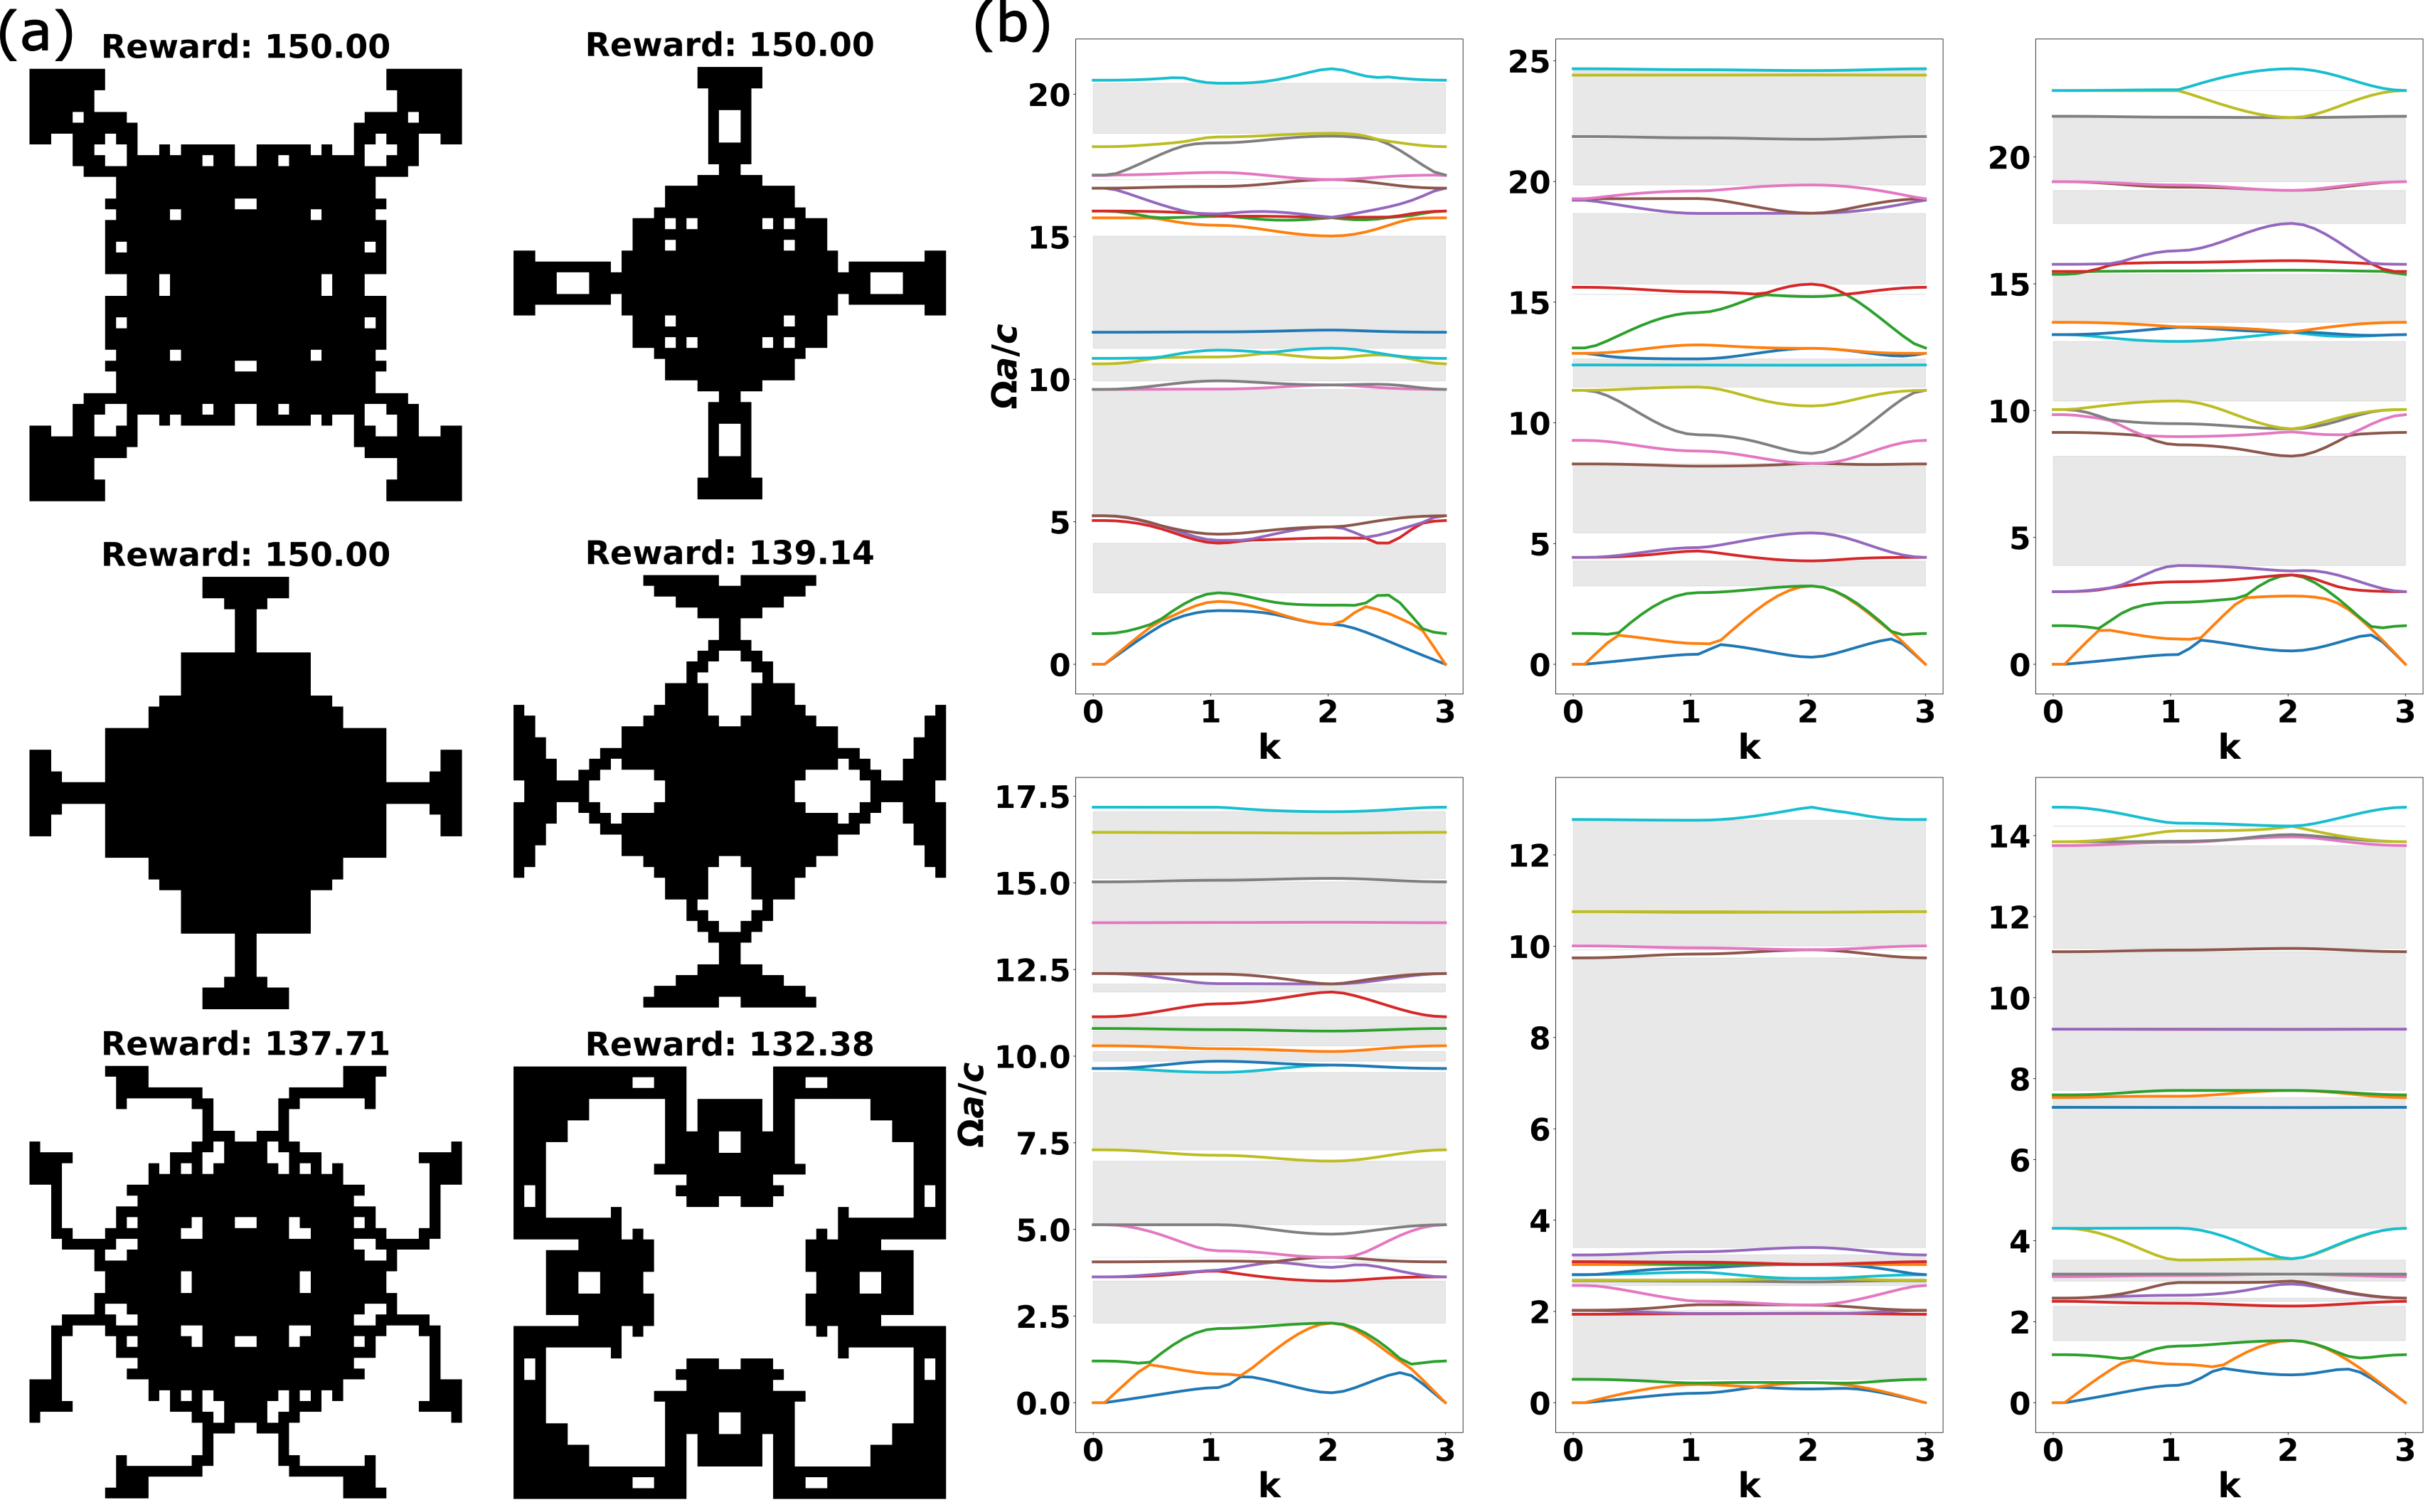 (a)
Reward: 150.00
Reward: 150.00
Reward: 150.00
Reward: 139.14
Reward: 137.71
Reward: 132.38
(b)
20
15
10
5
0
Ωa/c
0 1 2 3
k
25
20
15
10
5
0
0 1 2 3
k
20
15
10
5
0
0 1 2 3
k
17.5
15.0
12.5
10.0
7.5
5.0
2.5
0.0
Ωa/c
0 1 2 3
k
12
10
8
6
4
2
0
0 1 2 3
k
14
12
10
8
6
4
2
0
0 1 2 3
k